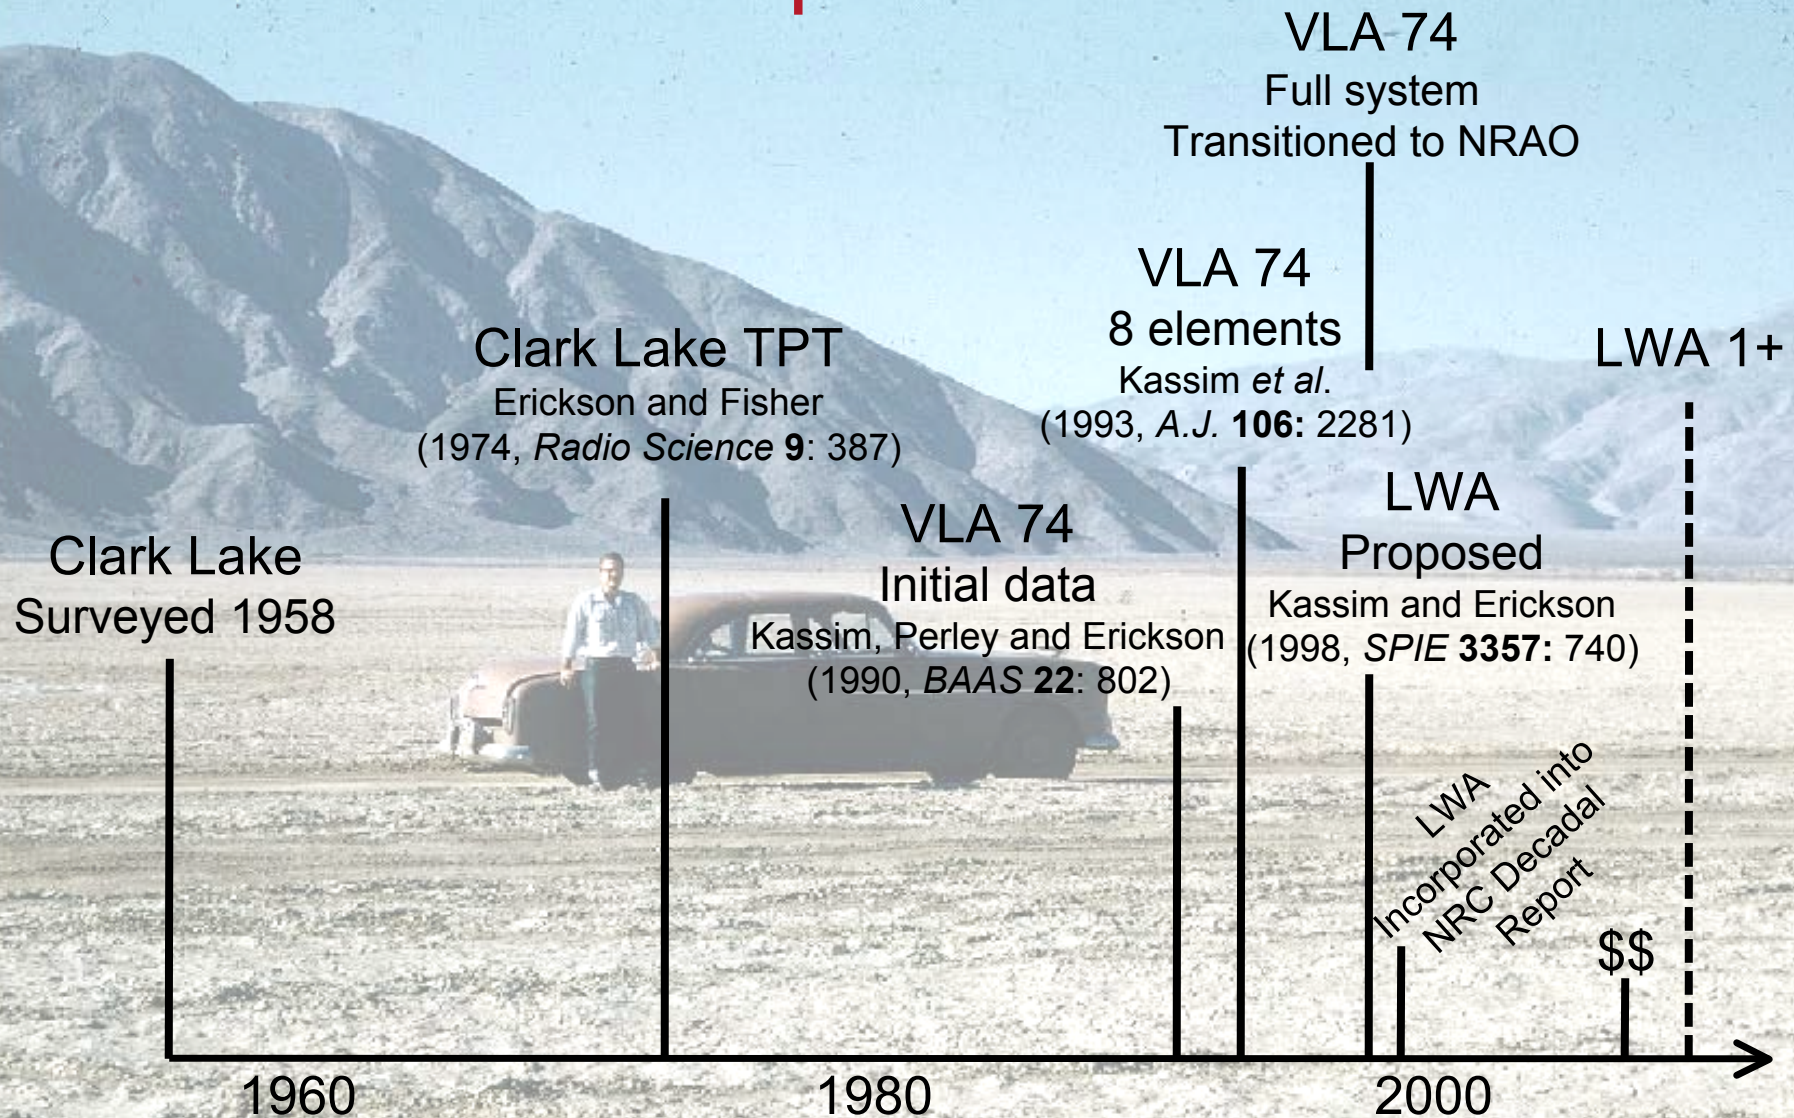 VLA 74
Full system
Transitioned to NRAO
VLA 74
8 elements
Kassim et al.
(1993, A.J. 106: 2281)
LWA 1+
Clark Lake TPT
Erickson and Fisher
(1974, Radio Science 9: 387)
LWA
Proposed
Kassim and Erickson
(1998, SPIE 3357: 740)
VLA 74
Initial data
Kassim, Perley and Erickson
(1990, BAAS 22: 802)
Clark Lake
Surveyed 1958
LWA
Incorporated into
NRC Decadal
Report
$$
1960
1980
2000